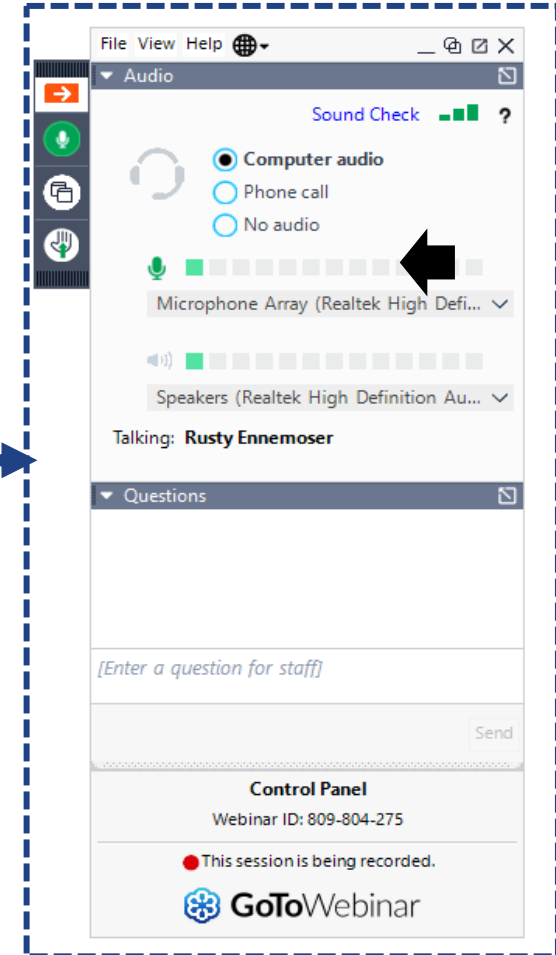 File View Help
Audio
Sound Check ?
Computer audio
Phone call
No audio
Microphone Array (Realtek High Defi...
Speakers (Realtek High Definition Au...
Talking: Rusty Ennemoser
Questions
[Enter a question for staff]
Send
Control Panel
Webinar ID: 809-804-275
This session is being recorded.
GoToWebinar